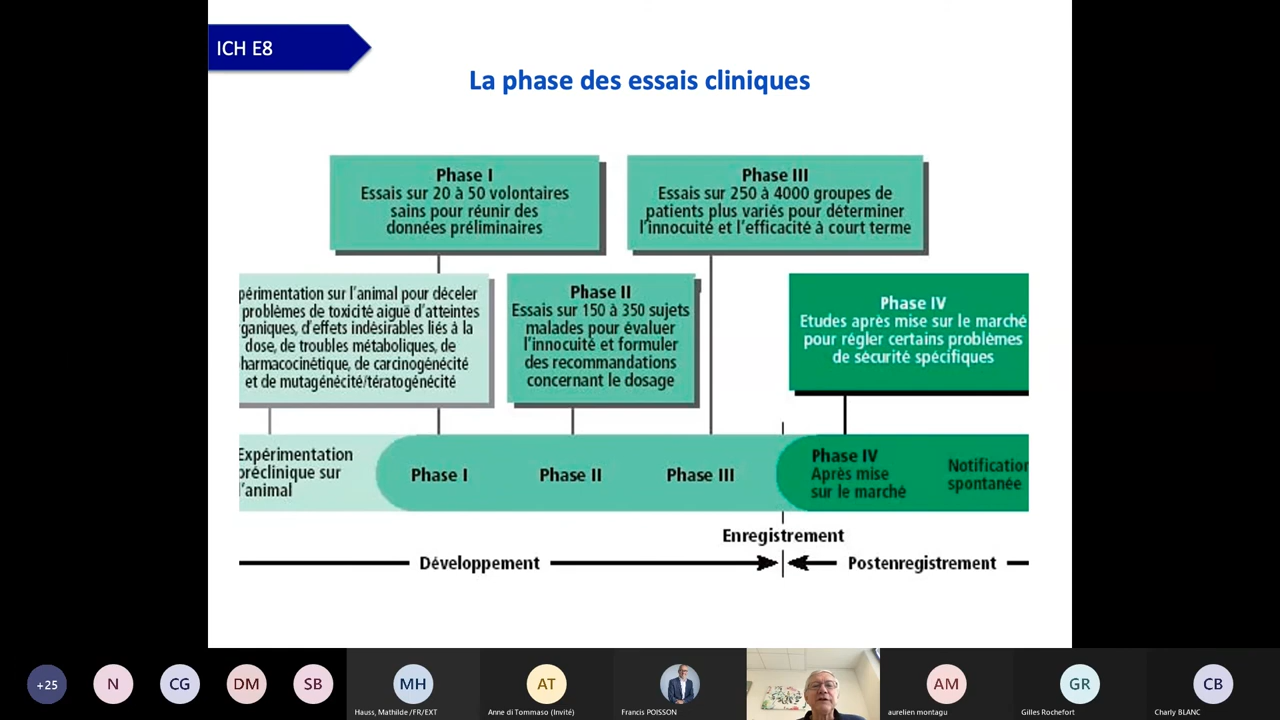 ICH E8
La phase des essais cliniques
Phase I
Essais sur 20 à 50 volontaires
sains pour réunir des
données préliminaires
Phase III
Essais sur 250 à 4000 groupes de
patients plus variés pour déterminer
l'innocuité et l'efficacité à court terme
périmentation sur l'animal pour déceler
problèmes de toxicité aiguë d'atteintes
ganiques, d'effets indésirables liés à la
dose, de troubles métaboliques, de
harmacocinétique, de carcinogénécité
et de mutagénécité/tératogénécité
Phase II
Essais sur 150 à 350 sujets
malades pour évaluer
l'innocuité et formuler
des recommandations
concernant le dosage
Phase IV
Etudes après mise sur le marché
pour régler certains problèmes
de sécurité spécifiques
Expérimentation
préclinique sur
l'animal
Phase I
Phase II
Phase III
Phase IV
Après mise
sur le marché
Notification
spontanée
Enregistrement
Développement
Postenregistrement
+25
N
CG
DM
SB
MH
Hauss, Mathilde /FR/EXT
AT
Anne di Tommaso (Invité)
Francis POISSON
AM
aurelien montagu
GR
Gilles Rochefort
CB
Charly BLANC